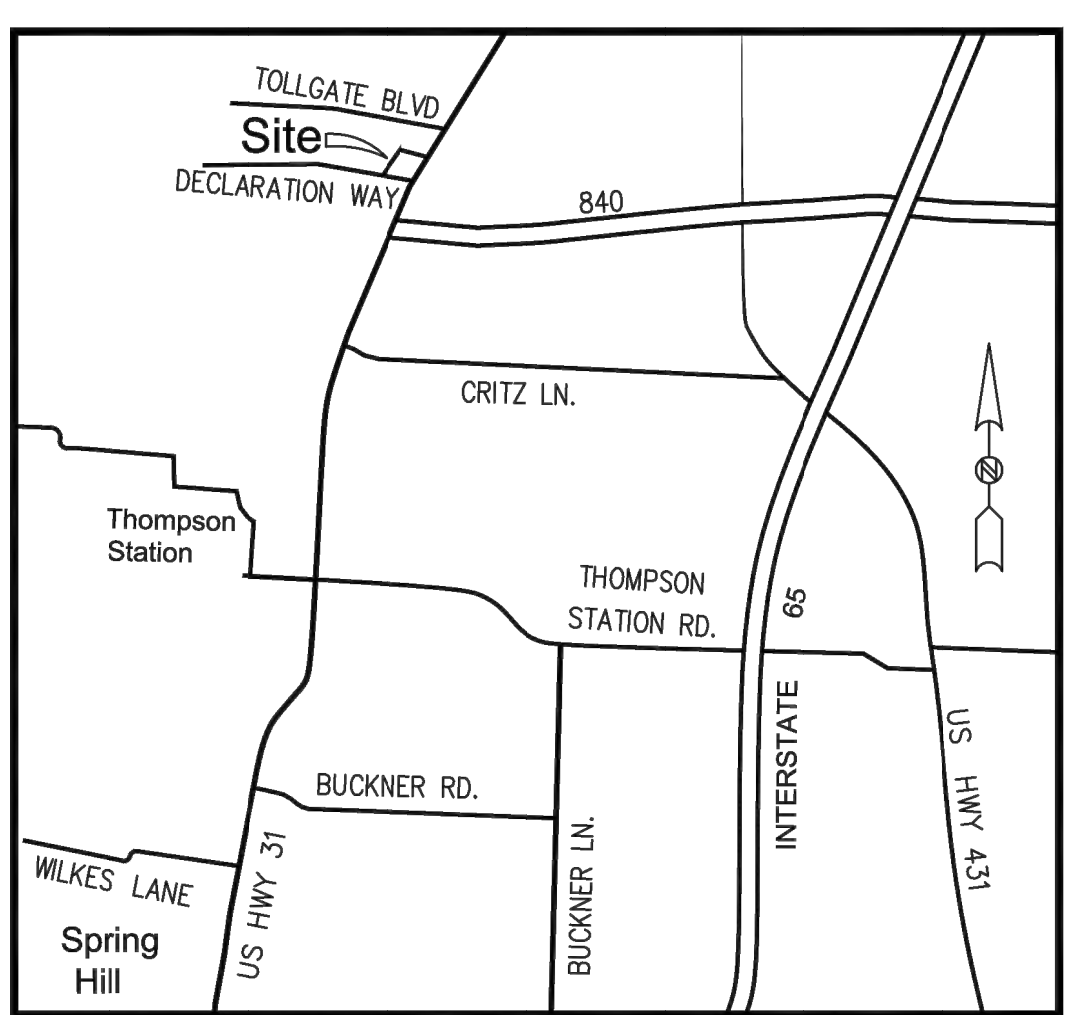 TOLLGATE BLVD
Site
DECLARATION WAY
840
CRITZ LN.
N
Thompson
Station
THOMPSON
STATION RD.
65
INTERSTATE
US HWY 431
BUCKNER RD.
US HWY 31
BUCKNER LN.
WILKES LANE
Spring
Hill